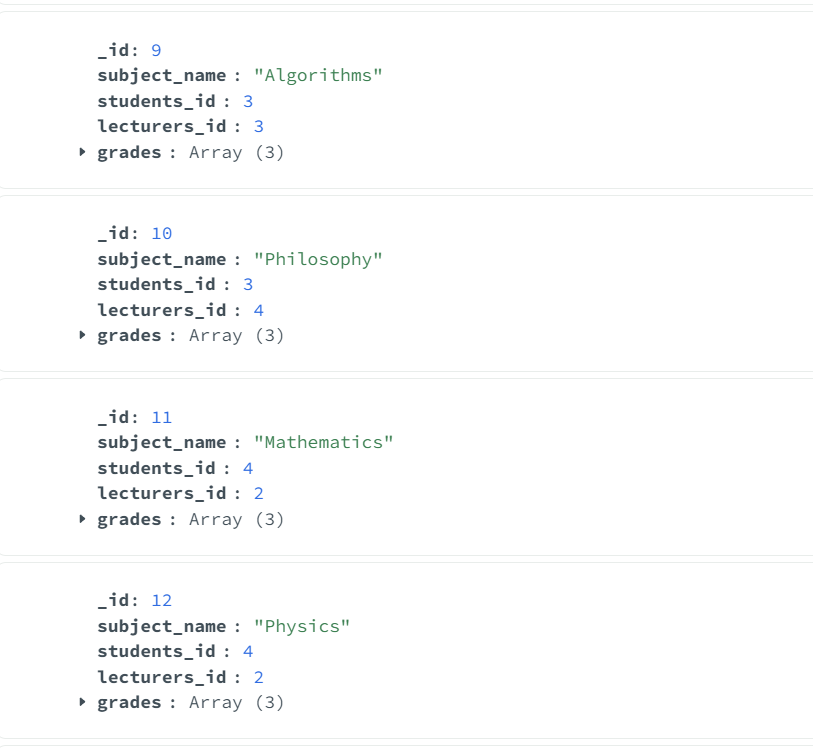 _id: 9
subject_name : "Algorithms"
students_id : 3
lecturers_id : 3
grades : Array (3)
_id: 10
subject_name : "Philosophy"
students_id : 3
lecturers_id : 4
grades : Array (3)
_id: 11
subject_name : "Mathematics"
students_id : 4
lecturers_id : 2
grades : Array (3)
_id: 12
subject_name : "Physics"
students_id : 4
lecturers_id : 2
grades : Array (3)